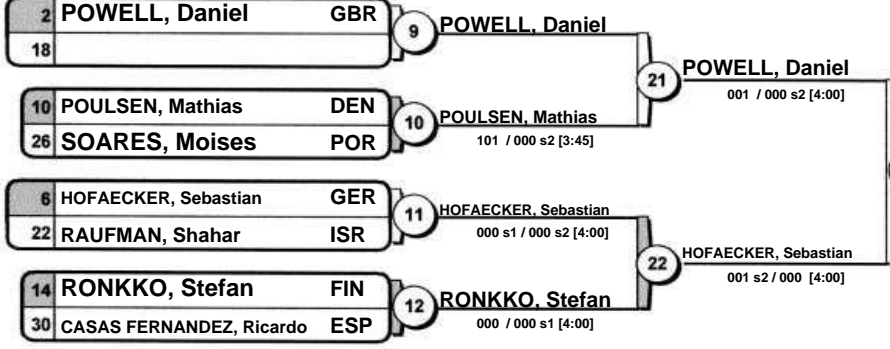 2 POWELL, Daniel GBR
18
9
POWELL, Daniel
10 POULSEN, Mathias DEN
26 SOARES, Moises POR
10
POULSEN, Mathias
101 / 000 s2 [3:45]
21
POWELL, Daniel
001 / 000 s2 [4:00]
6 HOFAECKER, Sebastian GER
22 RAUFMAN, Shahar ISR
11
HOFAECKER, Sebastian
000 s1 / 000 s2 [4:00]
14 RONKKO, Stefan FIN
30 CASAS FERNANDEZ, Ricardo ESP
12
RONKKO, Stefan
000 / 000 s1 [4:00]
22
HOFAECKER, Sebastian
001 s2 / 000 [4:00]